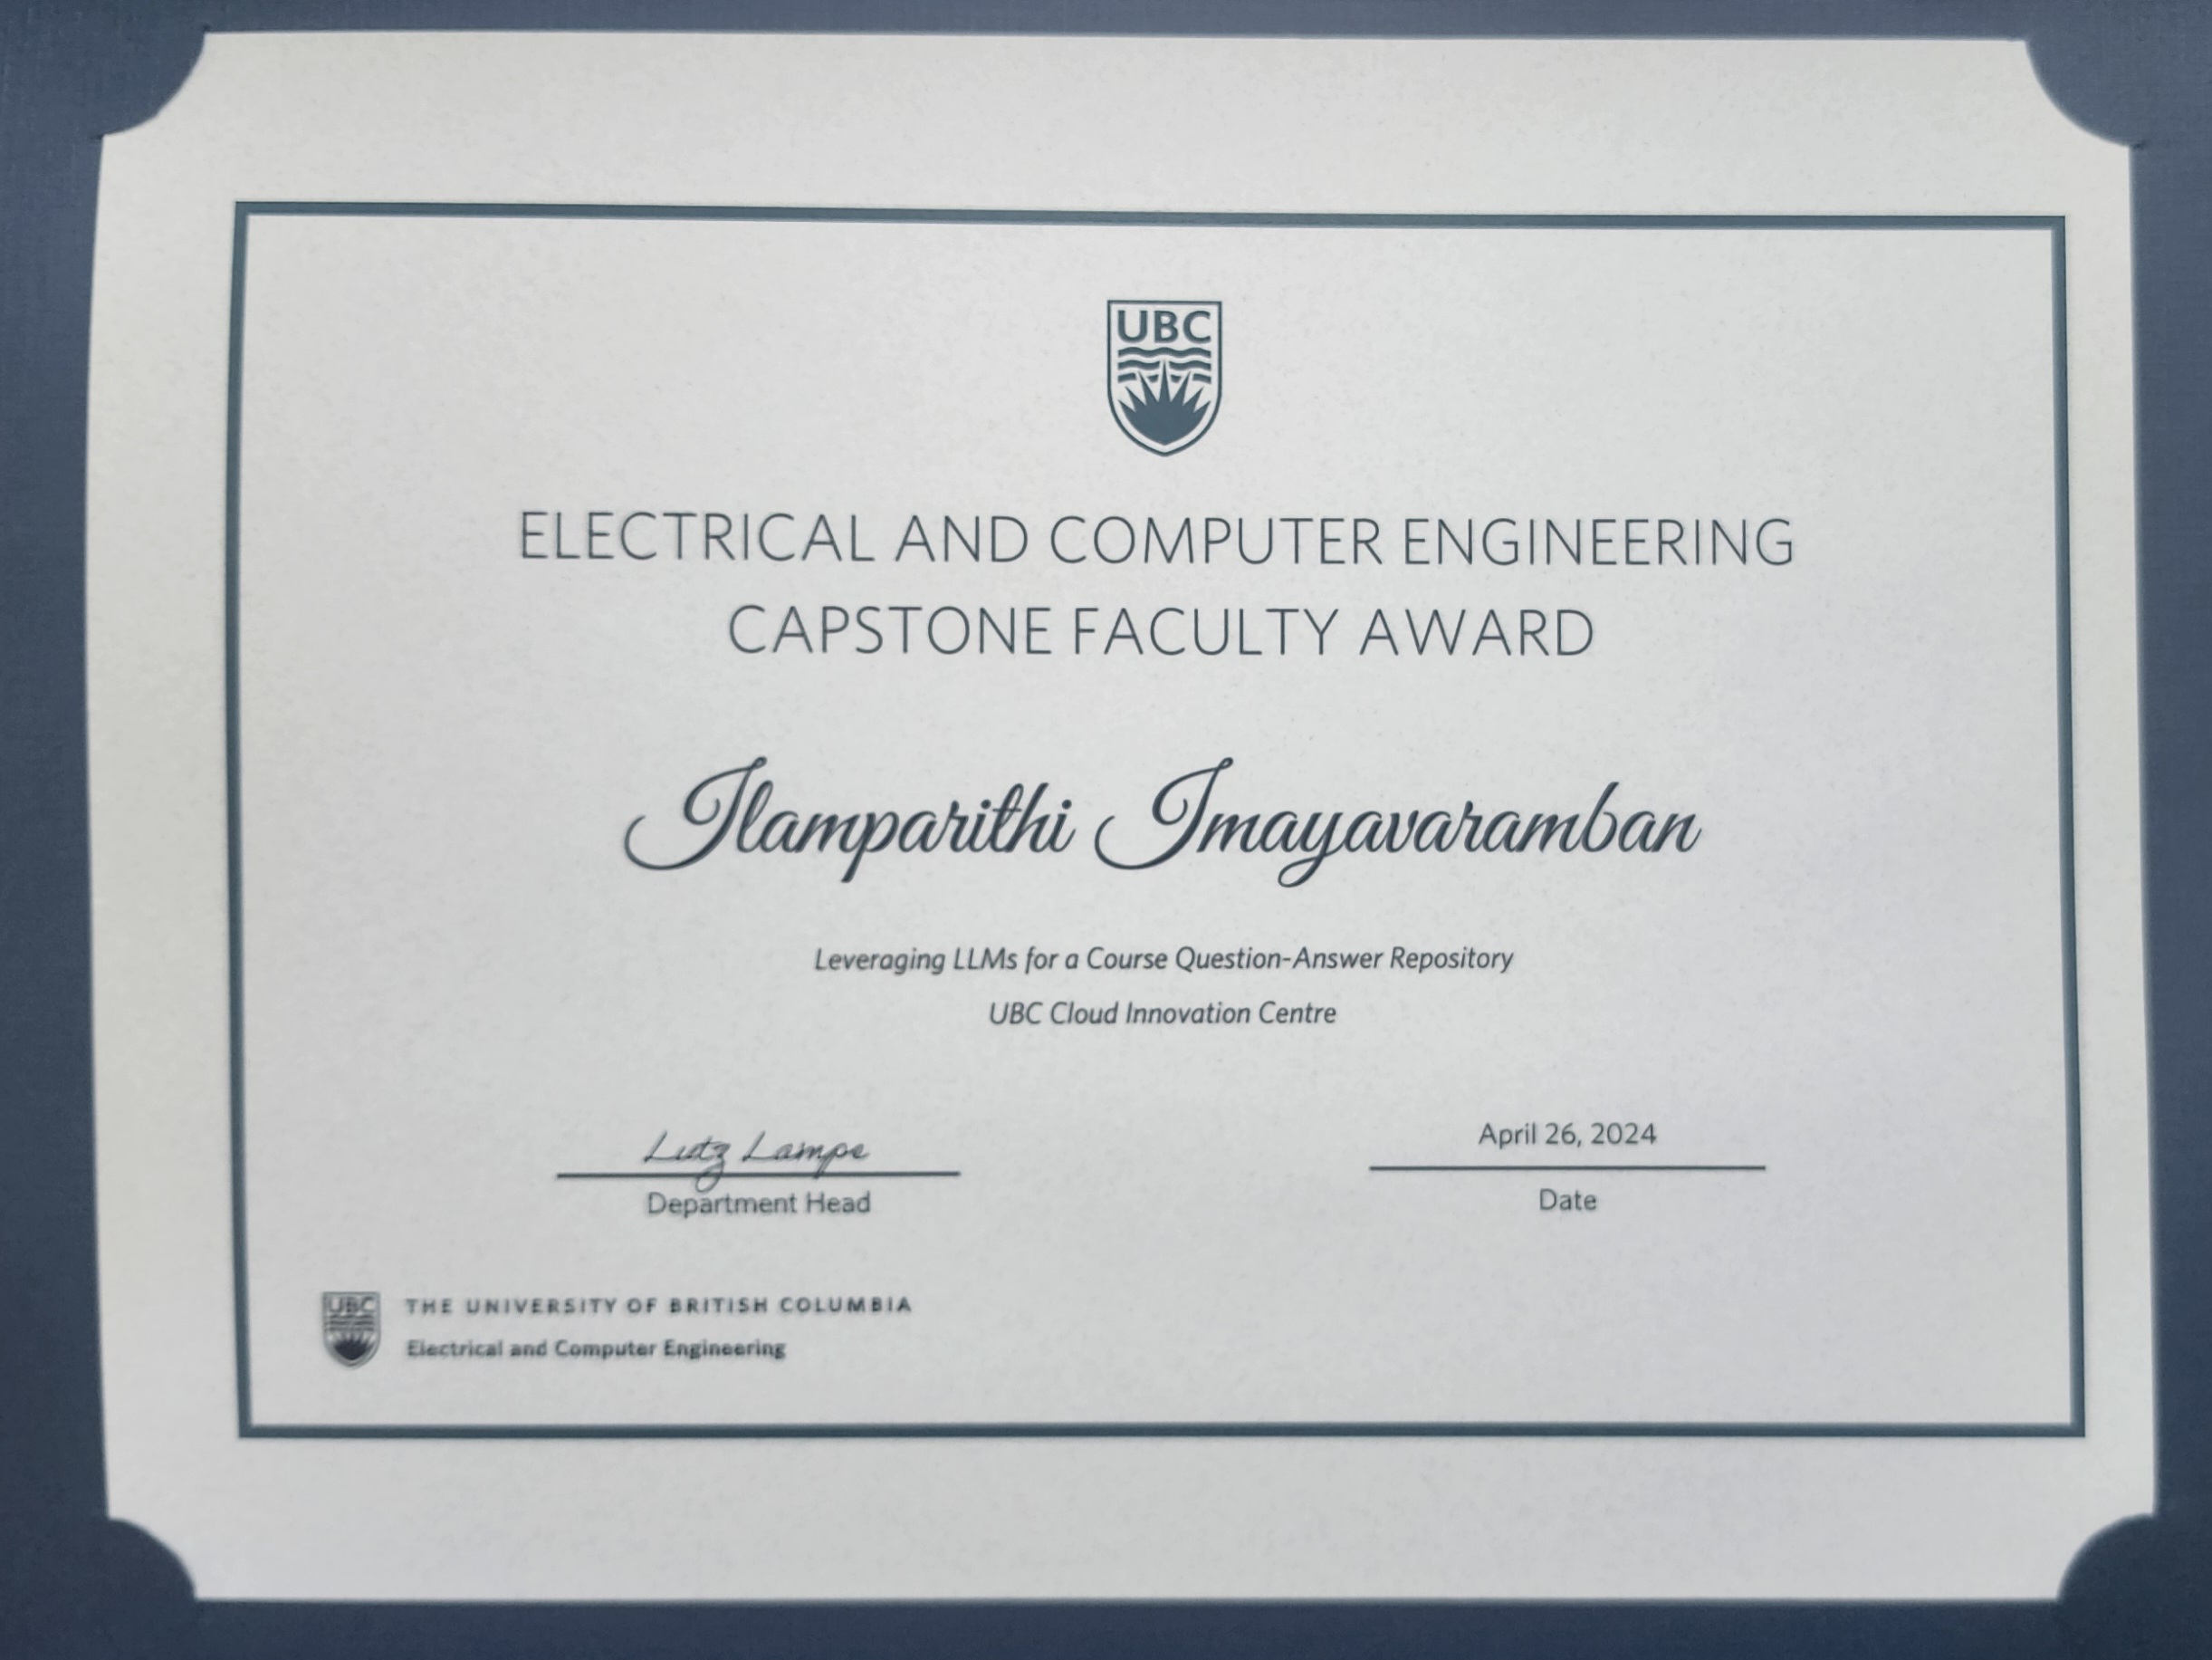 UBC
ELECTRICAL AND COMPUTER ENGINEERING
CAPSTONE FACULTY AWARD
Ilamparithi Imayavaramban
Leveraging LLMs for a Course Question-Answer Repository
UBC Cloud Innovation Centre
Lutz Lampe
Department Head
April 26, 2024
Date
UBC
THE UNIVERSITY OF BRITISH COLUMBIA
Electrical and Computer Engineering